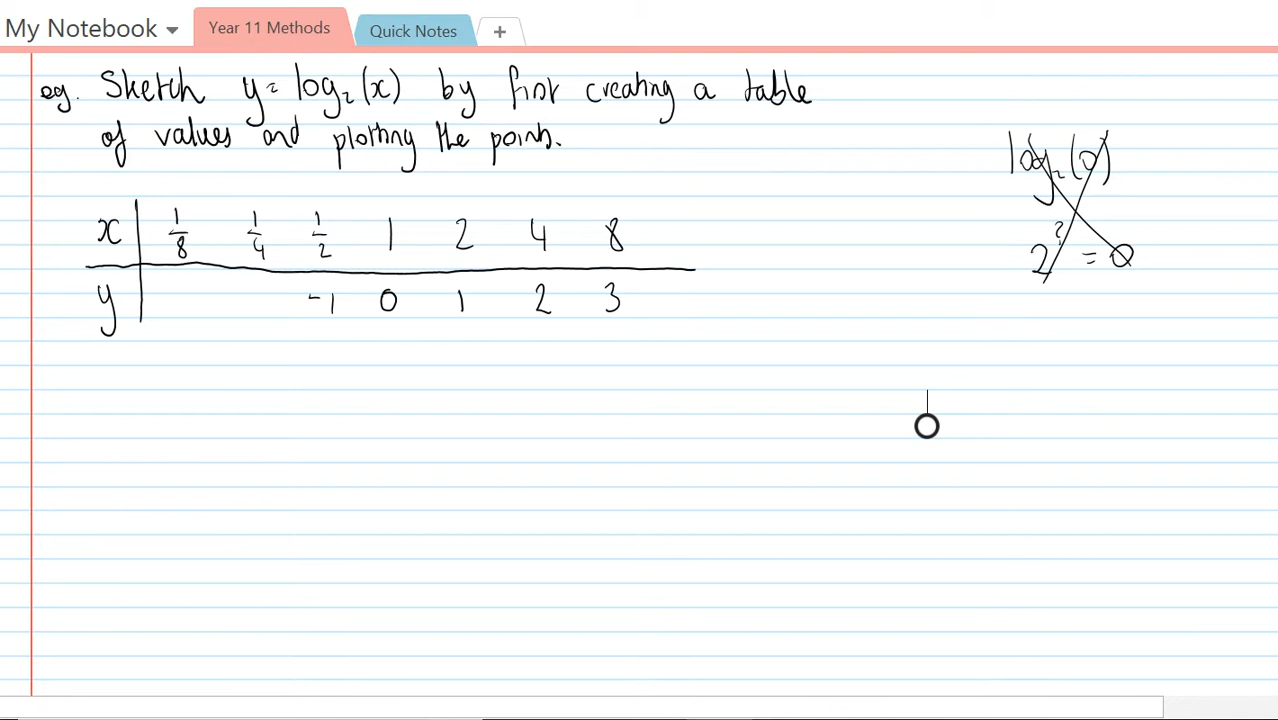 My Notebook Year 11 Methods Quick Notes +
eg. Sketch y = log₂(x) by first creating a table
of values and plotting the points.
log₂(0)
2^? = 0
x 1/8 1/4 1/2 1 2 4 8
y -1 0 1 2 3